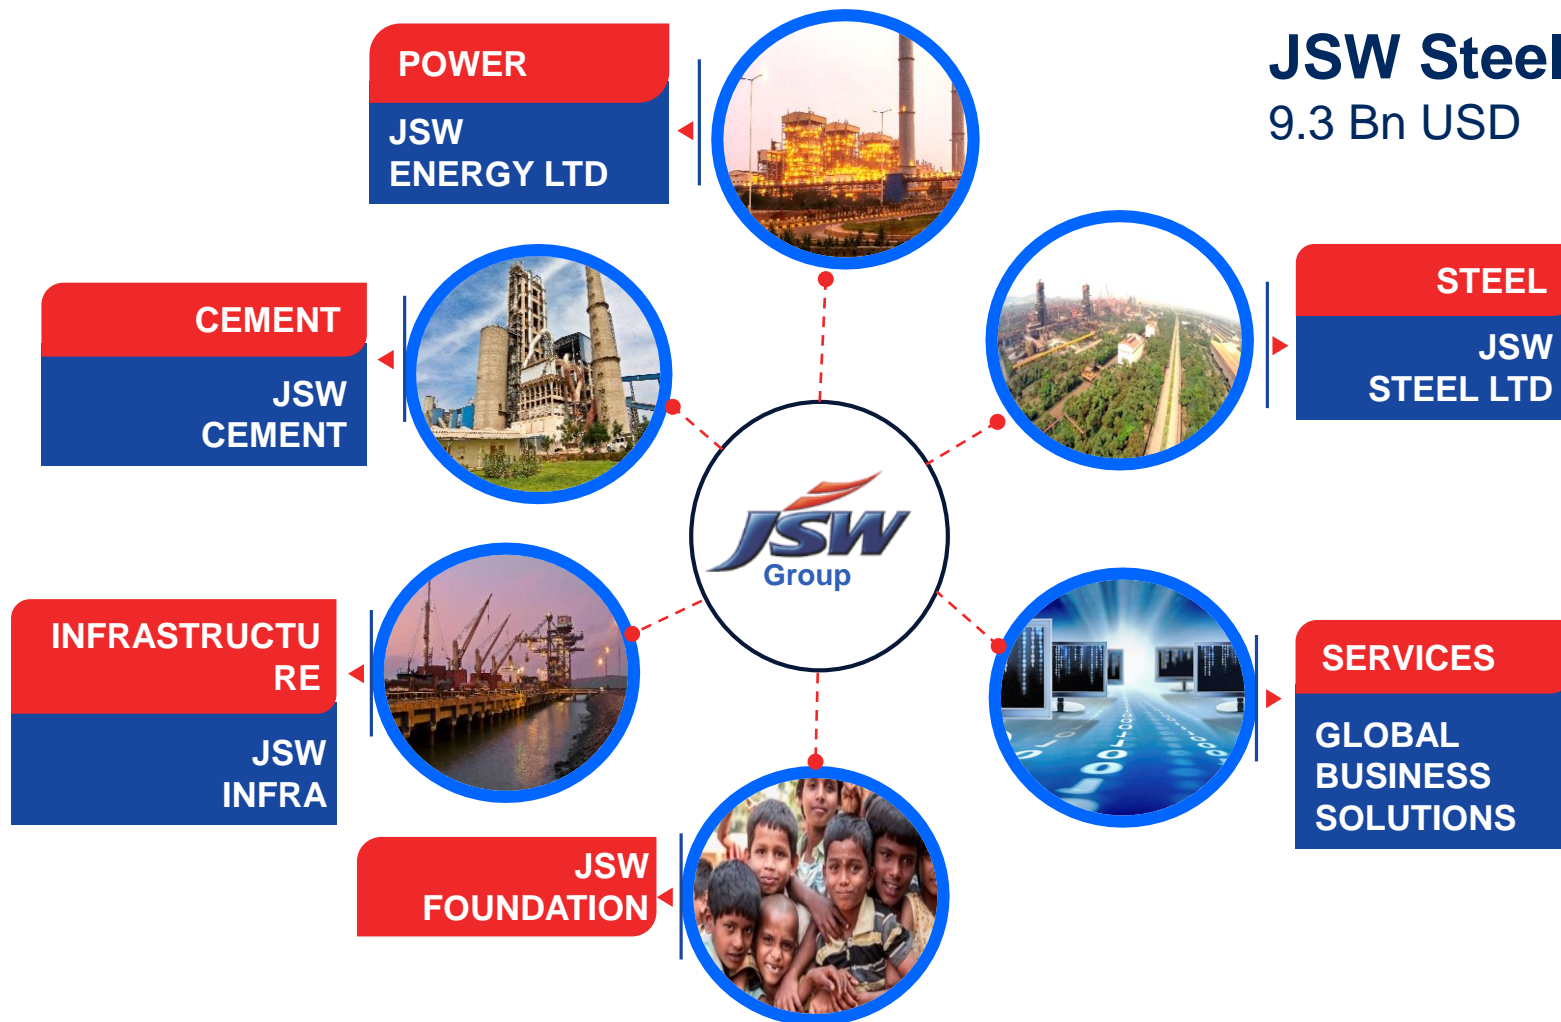 JSW Steel
9.3 Bn USD
POWER
JSW
ENERGY LTD
STEEL
JSW
STEEL LTD
CEMENT
JSW
CEMENT
JSW
Group
INFRASTRUCTU
RE
JSW
INFRA
SERVICES
GLOBAL
BUSINESS
SOLUTIONS
JSW
FOUNDATION